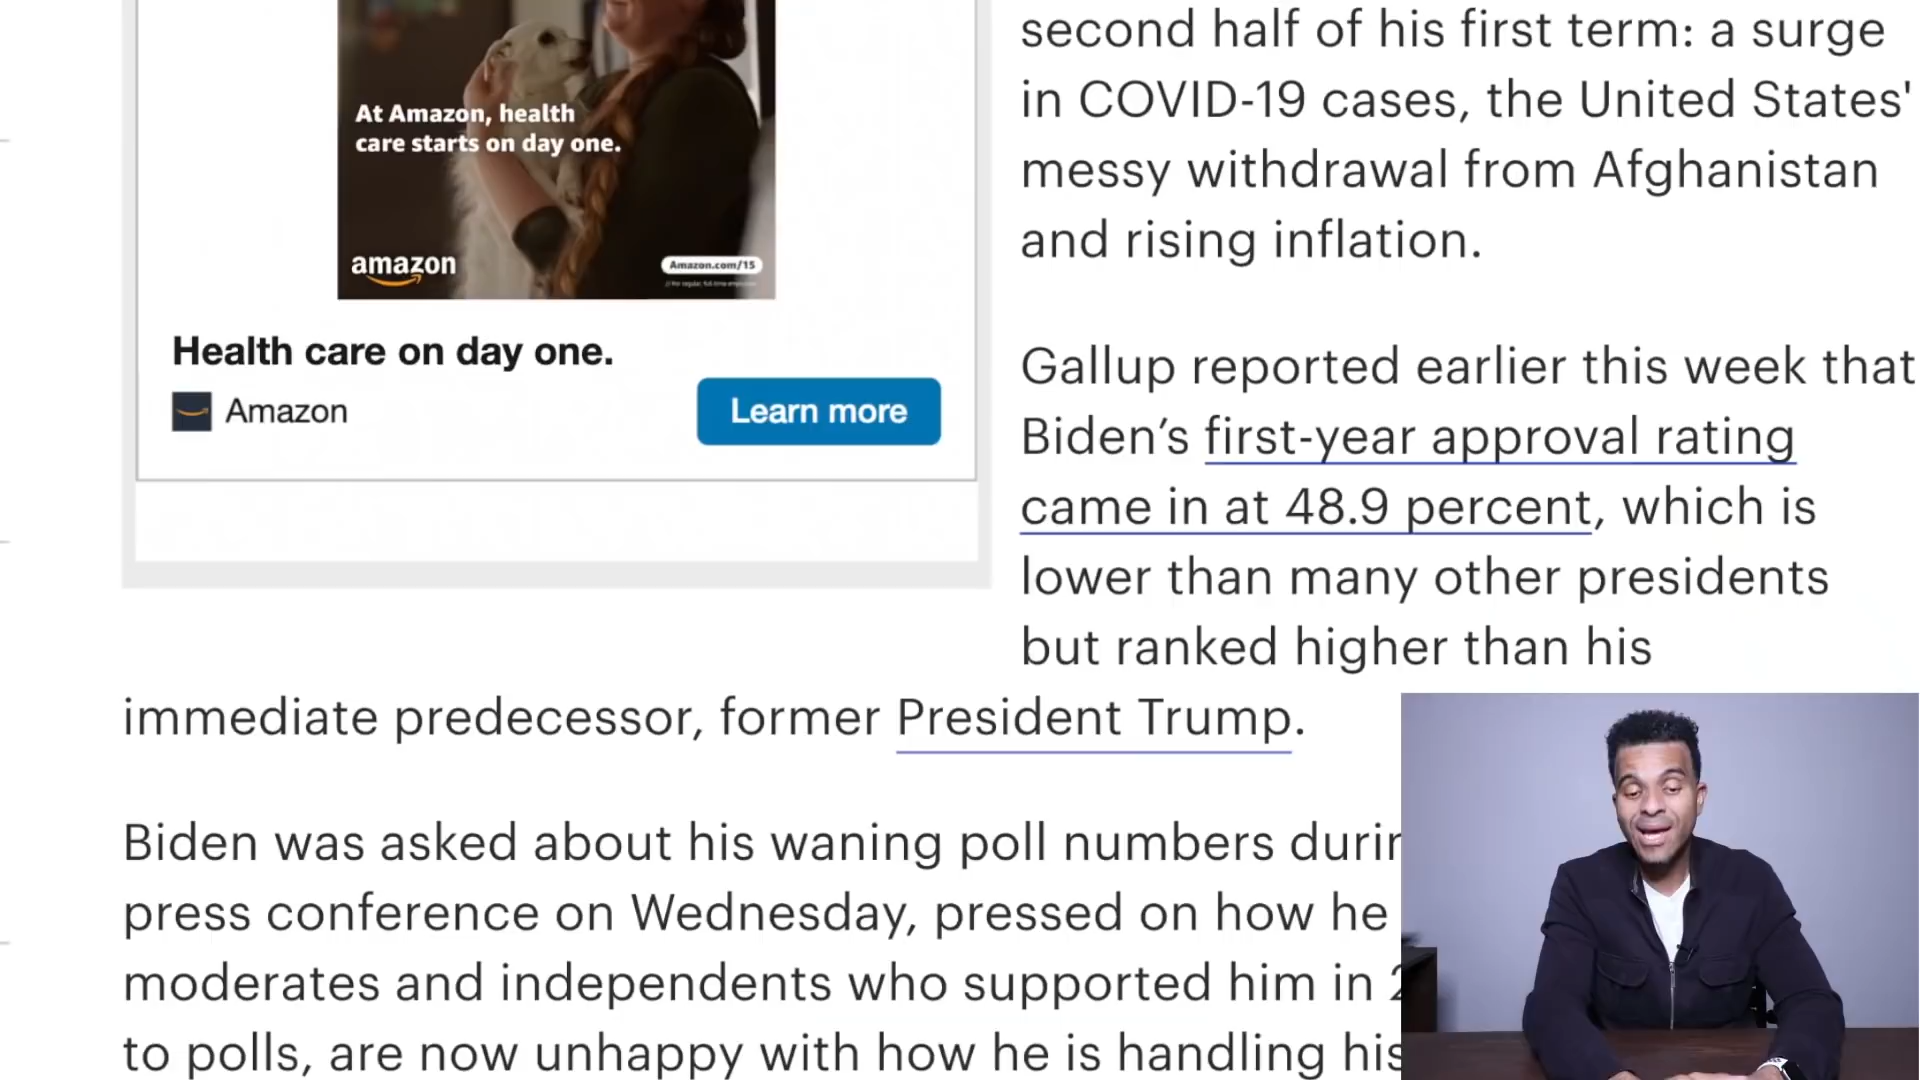 At Amazon, health
care starts on day one.
amazon
Amazon.com/15
Health care on day one.
Amazon
Learn more
second half of his first term: a surge
in COVID-19 cases, the United States'
messy withdrawal from Afghanistan
and rising inflation.
Gallup reported earlier this week that
Biden’s first-year approval rating
came in at 48.9 percent, which is
lower than many other presidents
but ranked higher than his
immediate predecessor, former President Trump.
Biden was asked about his waning poll numbers
press conference on Wednesday, pressed on how he
moderates and independents who supported him in
to polls, are now unhappy with how he is handling his